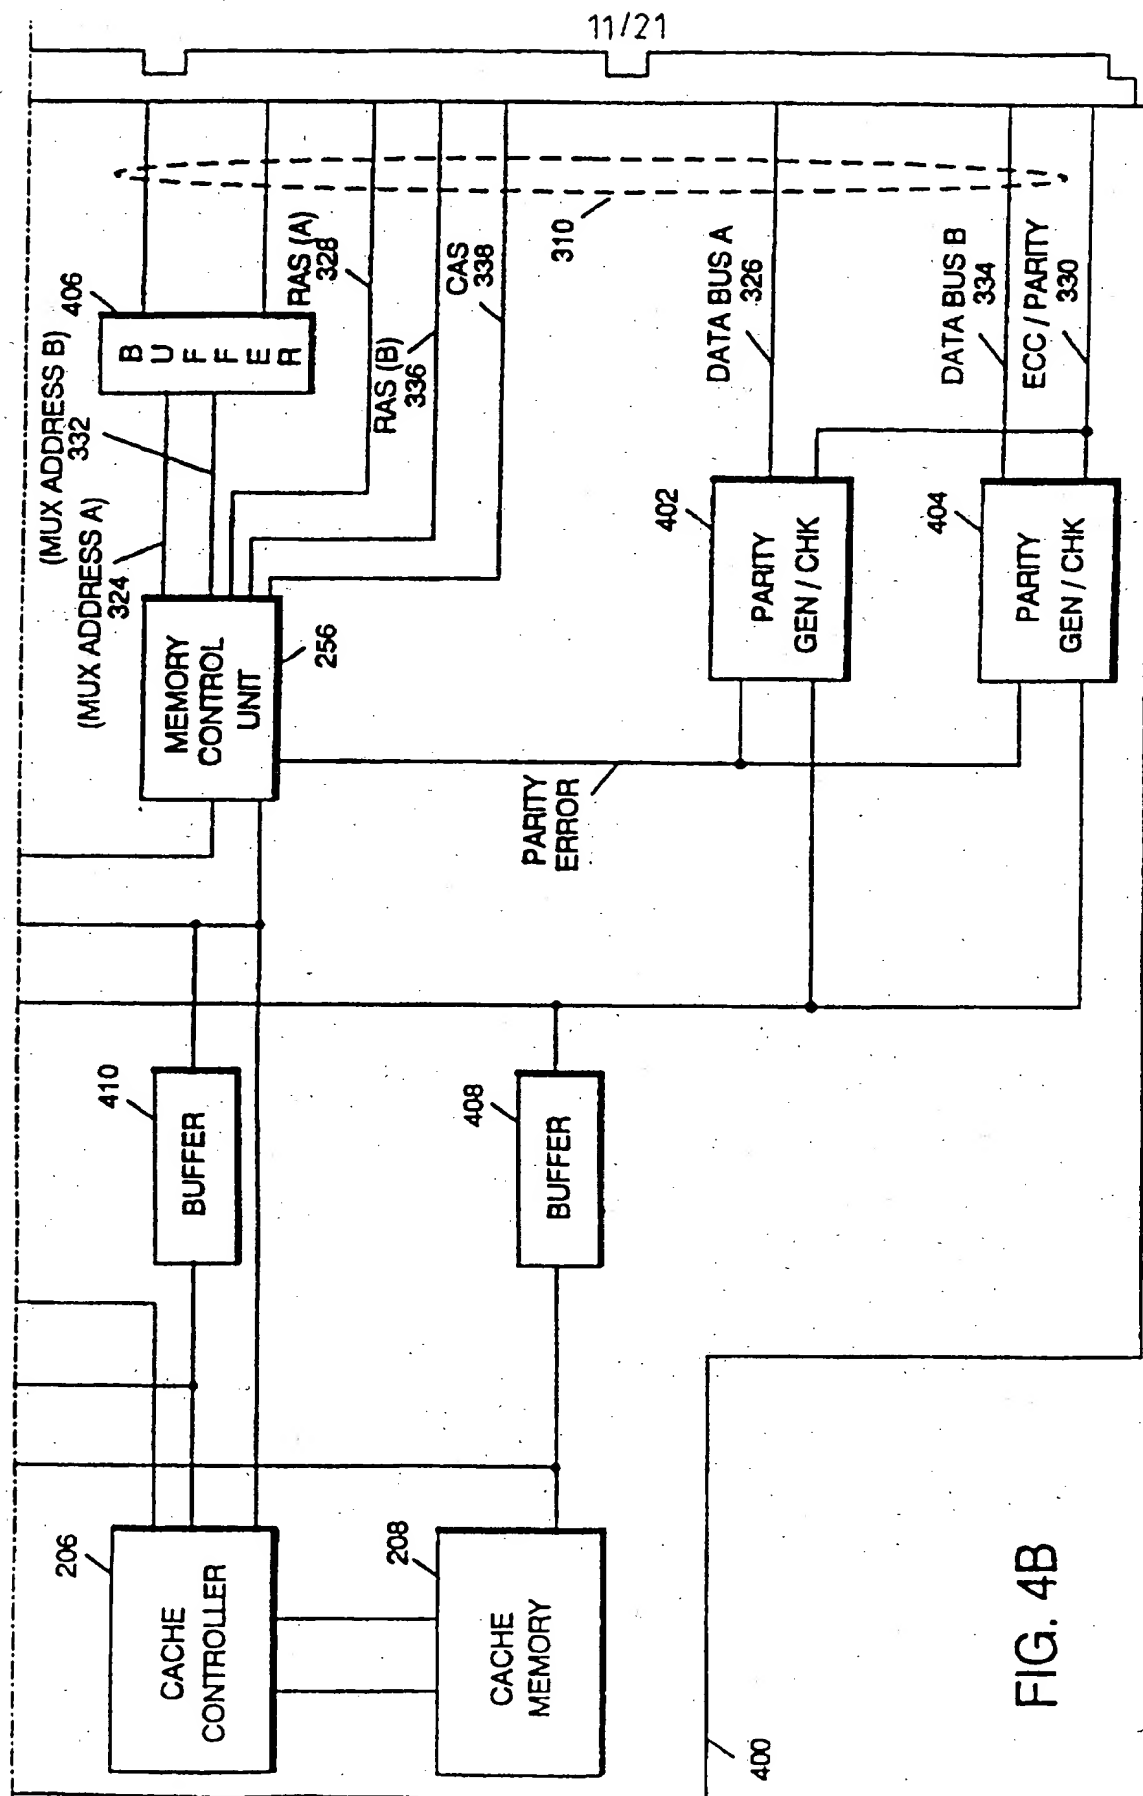 11/21
(MUX ADDRESS B)
332
(MUX ADDRESS A)
324
406
BUFFER
RAS (A)
328
RAS (B)
336
CAS
338
310
MEMORY
CONTROL
UNIT
256
DATA BUS A
326
DATA BUS B
334
ECC / PARITY
330
402
PARITY
GEN / CHK
404
PARITY
GEN / CHK
PARITY
ERROR
410
BUFFER
408
BUFFER
206
CACHE
CONTROLLER
208
CACHE
MEMORY
400
FIG. 4B